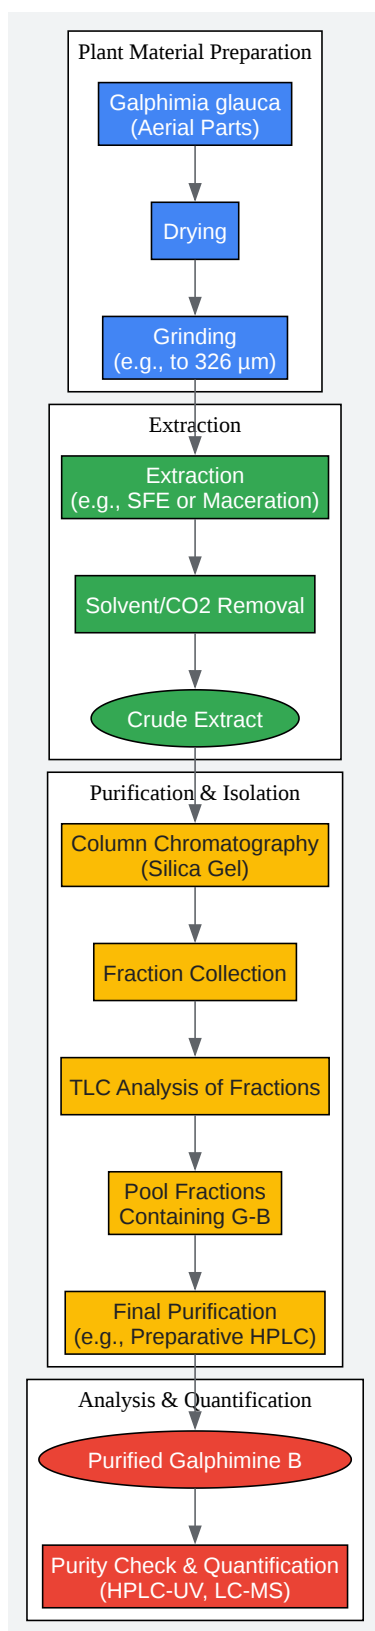 Plant Material Preparation
Galphimia glauca
(Aerial Parts)
Drying
Grinding
(e.g., to 326 µm)
Extraction
Extraction
(e.g., SFE or Maceration)
Solvent/CO2 Removal
Crude Extract
Purification & Isolation
Column Chromatography
(Silica Gel)
Fraction Collection
TLC Analysis of Fractions
Pool Fractions
Containing G-B
Final Purification
(e.g., Preparative HPLC)
Analysis & Quantification
Purified Galphimine B
Purity Check & Quantification
(HPLC-UV, LC-MS)